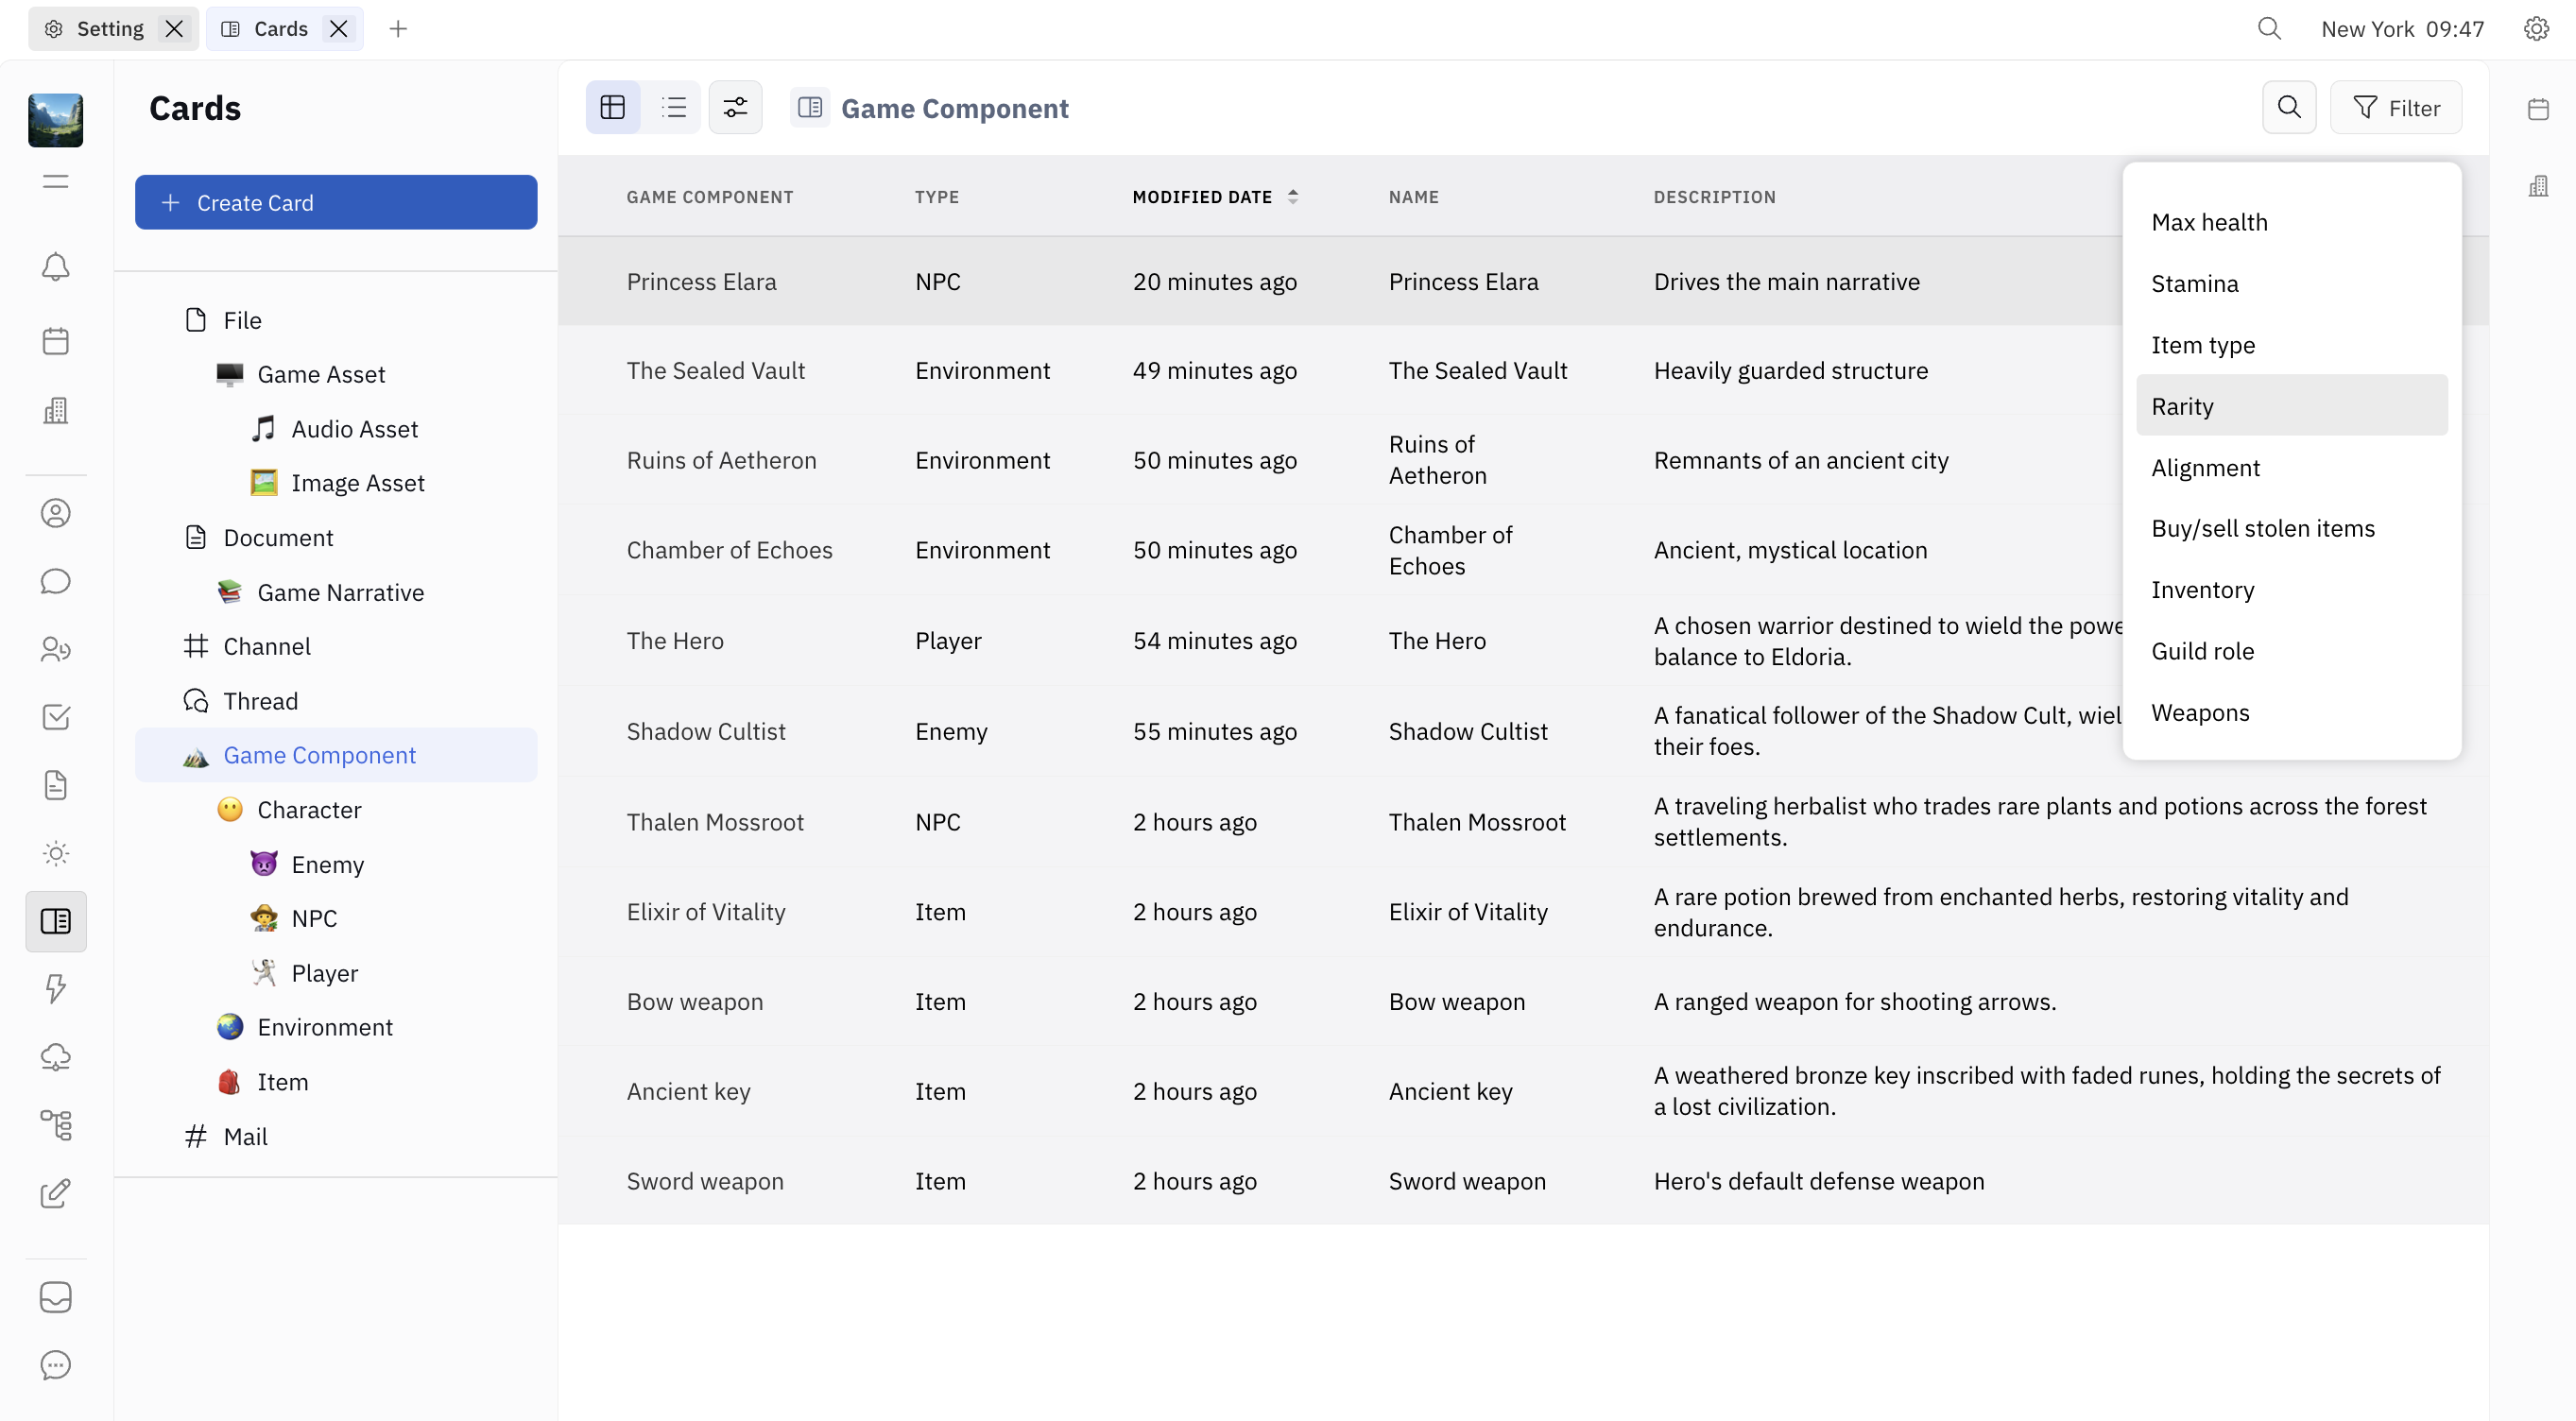 Setting
Cards
New York 09:47
Cards
Create Card
File
Game Asset
Audio Asset
Image Asset
Document
Game Narrative
Channel
Thread
Game Component
Character
Enemy
NPC
Player
Environment
Item
Mail
Game Component
Filter
GAME COMPONENT TYPE MODIFIED DATE NAME DESCRIPTION
Princess Elara NPC 20 minutes ago Princess Elara Drives the main narrative
The Sealed Vault Environment 49 minutes ago The Sealed Vault Heavily guarded structure
Ruins of Aetheron Environment 50 minutes ago Ruins of
Aetheron
Remnants of an ancient city
Chamber of Echoes Environment 50 minutes ago Chamber of
Echoes
Ancient, mystical location
The Hero Player 54 minutes ago The Hero A chosen warrior destined to wield the powe
balance to Eldoria.
Shadow Cultist Enemy 55 minutes ago Shadow Cultist A fanatical follower of the Shadow Cult, wiel
their foes.
Thalen Mossroot NPC 2 hours ago Thalen Mossroot A traveling herbalist who trades rare plants and potions across the forest
settlements.
Elixir of Vitality Item 2 hours ago Elixir of Vitality A rare potion brewed from enchanted herbs, restoring vitality and
endurance.
Bow weapon Item 2 hours ago Bow weapon A ranged weapon for shooting arrows.
Ancient key Item 2 hours ago Ancient key A weathered bronze key inscribed with faded runes, holding the secrets of
a lost civilization.
Sword weapon Item 2 hours ago Sword weapon Hero's default defense weapon
Max health
Stamina
Item type
Rarity
Alignment
Buy/sell stolen items
Inventory
Guild role
Weapons